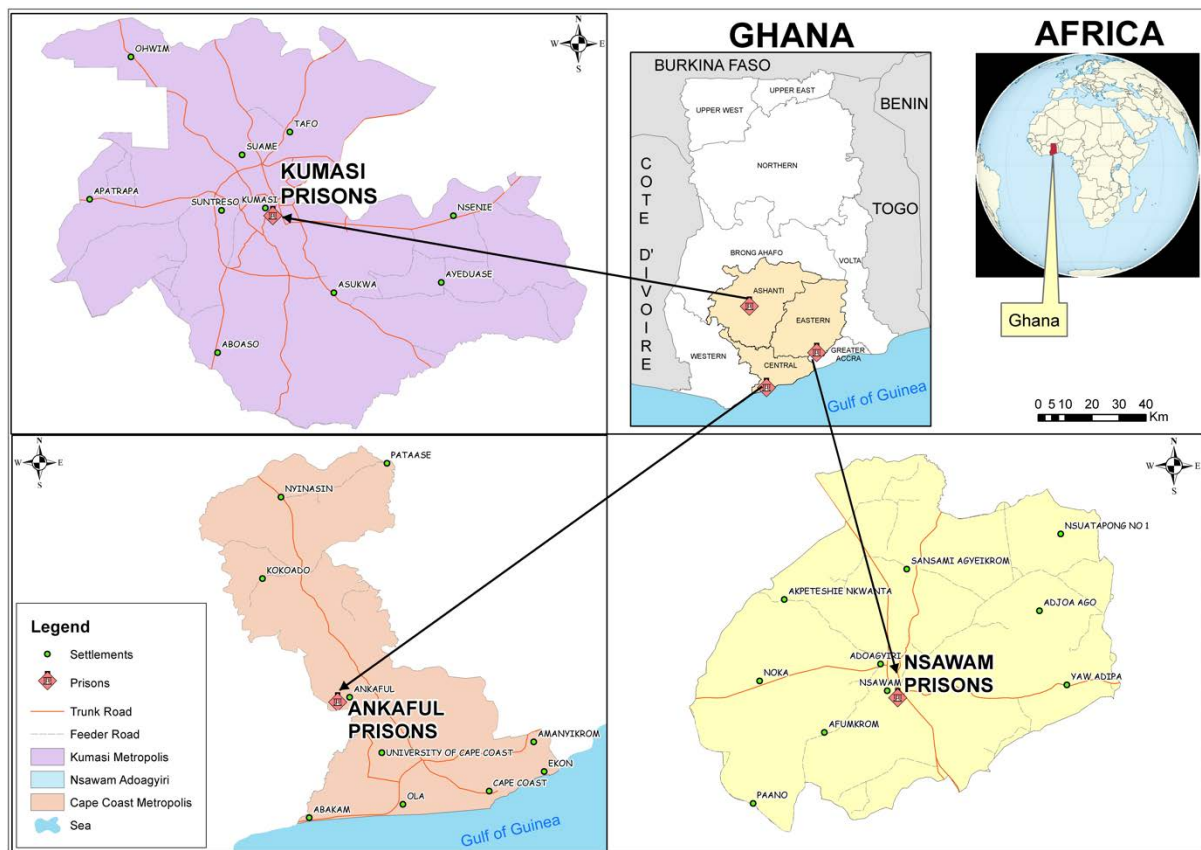 N
W
E
S
OHWIM
TAFO
SUAME
KUMASI
PRISONS
APATRAPA
SUNTRESO
KUMASI
NSENIE
AYEDUASE
ASUKWA
ABOASO
GHANA
BURKINA FASO
UPPER EAST
UPPER WEST
BENIN
NORTHERN
COTE D'IVOIRE
TOGO
BRONG AHAFO
VOLTA
ASHANTI
EASTERN
WESTERN
GREATER
ACCRA
CENTRAL
Gulf of Guinea
AFRICA
Ghana
0 5 10 20 30 40
Km
N
W
E
S
PATAASE
NYINASIN
KOKOADO
ANKAFUL
ANKAFUL
PRISONS
UNIVERSITY OF CAPE COAST
AMANYIKROM
EKON
CAPE COAST
OLA
ABAKAM
Gulf of Guinea
Legend
Settlements
Prisons
Trunk Road
Feeder Road
Kumasi Metropolis
Nsawam Adoagyiri
Cape Coast Metropolis
Sea
N
W
E
S
NSUATAPONG NO 1
SANSAMI AGYEIKROM
AKPETESHIE NKWANTA
ADJOA AGO
ADOAGYIRI
NSAWAM
PRISONS
NOKA
NSAWAM
YAW ADIPA
AFUMKROM
PAANO